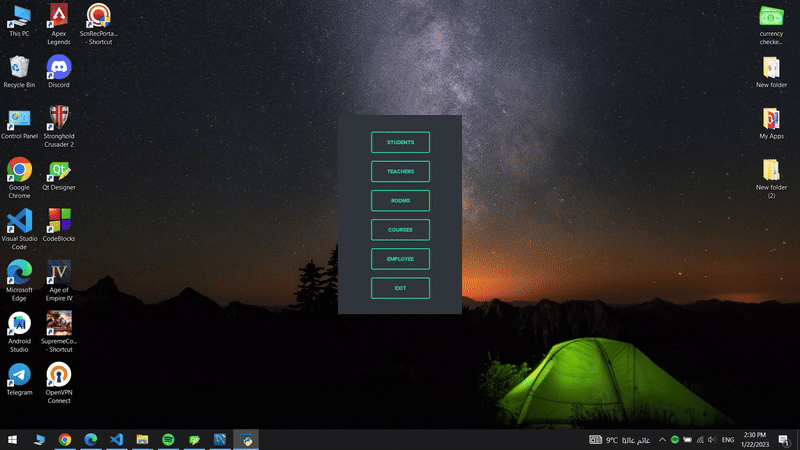 This PC
Apex
Legends
ScnRecPorta...
- Shortcut
Recycle Bin
Discord
Control Panel
Stronghold
Crusader 2
Google
Chrome
Qt Designer
Visual Studio
Code
CodeBlocks
Microsoft
Edge
Age of
Empire IV
Android
Studio
SupremeCo...
- Shortcut
Telegram
OpenVPN
Connect
STUDENTS
TEACHERS
ROOMS
COURSES
EMPLOYEE
EXIT
currency
checke...
New folder
My Apps
New folder
(2)
9°C غائم غالبًا
ENG
2:30 PM
1/22/2023
1